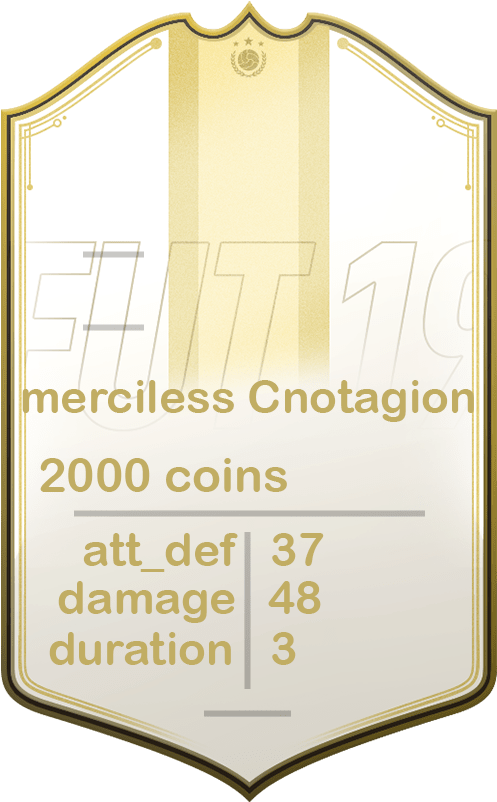 FUT 19
merciless Cnotagion
2000 coins
att_def 37
damage 48
duration 3